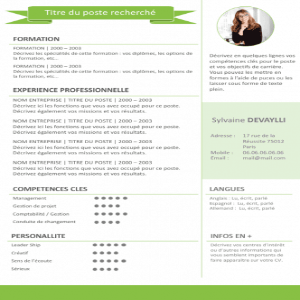 Titre du poste recherché
FORMATION
FORMATION | 2000 – 2003
Décrivez les spécialités de cette formation : vos diplômes, les options de
la formation, etc…
FORMATION | 2000 – 2003
Décrivez les spécialités de cette formation : vos diplômes, les options de
la formation, etc…
EXPERIENCE PROFESSIONNELLE
NOM ENTREPRISE | TITRE DU POSTE | 2000 – 2003
Décrivez ici les fonctions que vous avez occupé pour ce poste.
Décrivez également vos missions et vos résultats.
NOM ENTREPRISE | TITRE DU POSTE | 2000 – 2003
Décrivez ici les fonctions que vous avez occupé pour ce poste.
Décrivez également vos missions et vos résultats.
NOM ENTREPRISE | TITRE DU POSTE | 2000 – 2003
Décrivez ici les fonctions que vous avez occupé pour ce poste.
Décrivez également vos missions et vos résultats.
NOM ENTREPRISE | TITRE DU POSTE | 2000 – 2003
Décrivez ici les fonctions que vous avez occupé pour ce poste.
Décrivez également vos missions et vos résultats.
COMPETENCES CLES
Management
Gestion de projet
Comptabilité / Gestion
Conduite de changement
PERSONALITE
Leader Ship
Créatif
Sens de l'écoute
Sérieux
Décrivez en quelques lignes vos
compétences clés pour le poste
et vos objectifs de carrière.
Vous pouvez les mettre en
formes à l'aide de puces ou les
laisser sous forme de texte
plein.
Sylvaine DEVAYLLI
Adresse : 17 rue de la
Réussite 75012
Paris
Mobile : 06.06.06.06.06
Email : mail@mail.com
LANGUES
Anglais : Lu, écrit, parlé
Espagnol : Lu, écrit, parlé
Allemand : Lu, écrit, parlé
INFOS EN +
Décrivez vos centres d'intérêt
ou d'autres informations qui
vous semblent importants de
faire apparaître sur votre CV.